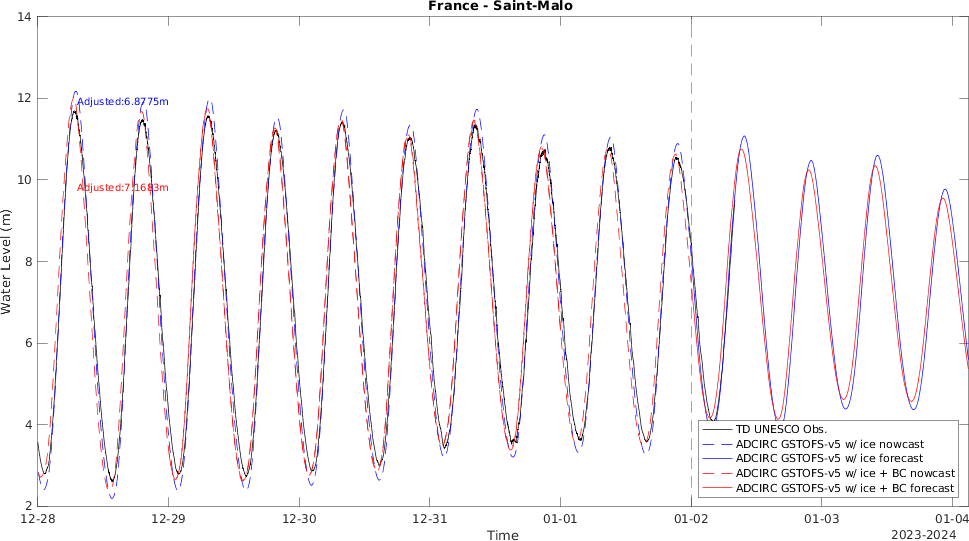 France - Saint-Malo
14
12
10
8
6
4
2
Water Level (m)
Adjusted:6.8775m
Adjusted:7.1683m
TD UNESCO Obs.
ADCIRC GSTOFS-v5 w/ ice nowcast
ADCIRC GSTOFS-v5 w/ ice forecast
ADCIRC GSTOFS-v5 w/ ice + BC nowcast
ADCIRC GSTOFS-v5 w/ ice + BC forecast
12-28 12-29 12-30 12-31 01-01 01-02 01-03 01-04
Time
2023-2024